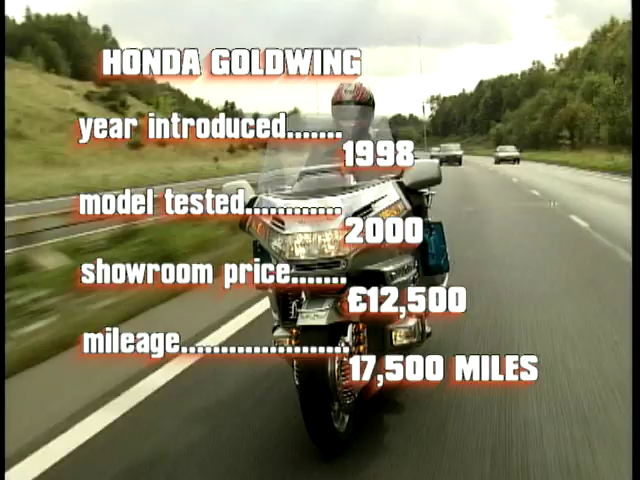 HONDA GOLDWING
year introduced.......
1998
model tested............
2000
showroom price.......
€12,500
mileage.....................
17,500 MILES